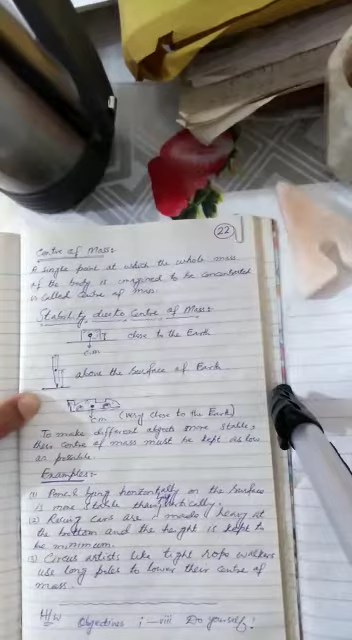 22
Centre of Mass:
A single point at which the whole mass
of the body is imagined to be concentrated
is called centre of mass.
Stability due to Centre of Mass:
close to the Earth
c.m
above the Surface of Earth
cm (very close to the Earth)
To make different objects more stable,
their centre of mass must be kept as low
as possible.
Examples:-
(1) Pencil lying horizontally on the surface
is more stable than vertically.
(2) Racing cars are made heavy at
the bottom and the height is kept to
be minimum.
(3) Circus artists like tight rope walkers
use long poles to lower their centre of
mass.
H/w Objectives i — viii Do yourself!